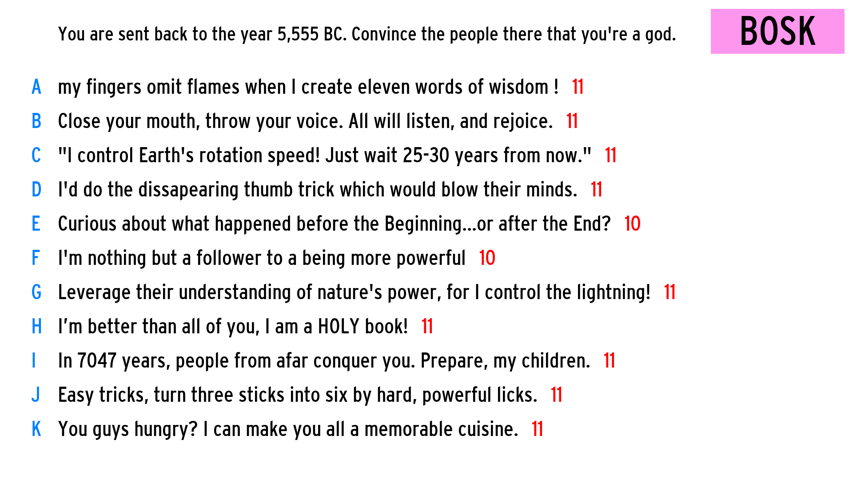 You are sent back to the year 5,555 BC. Convince the people there that you're a god.
BOSK
A my fingers omit flames when I create eleven words of wisdom ! 11
B Close your mouth, throw your voice. All will listen, and rejoice. 11
C "I control Earth's rotation speed! Just wait 25-30 years from now." 11
D I'd do the dissapearing thumb trick which would blow their minds. 11
E Curious about what happened before the Beginning...or after the End? 10
F I'm nothing but a follower to a being more powerful 10
G Leverage their understanding of nature's power, for I control the lightning! 11
H I’m better than all of you, I am a HOLY book! 11
I In 7047 years, people from afar conquer you. Prepare, my children. 11
J Easy tricks, turn three sticks into six by hard, powerful licks. 11
K You guys hungry? I can make you all a memorable cuisine. 11